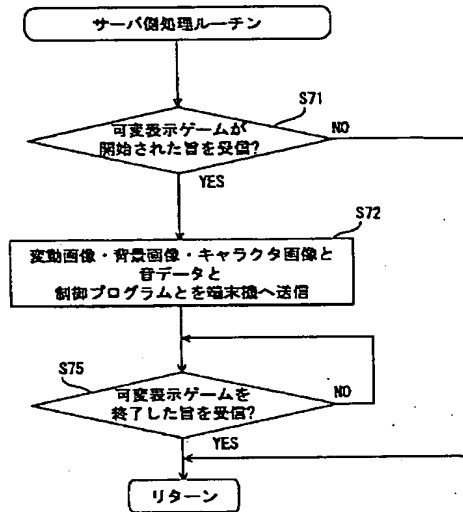 サーバ側処理ルーチン
S71
可変表示ゲームが
開始された旨を受信?
NO
YES
S72
変動画像・背景画像・キャラクタ画像と
音データと
制御プログラムとを端末機へ送信
S75
可変表示ゲームを
終了した旨を受信?
NO
YES
リターン